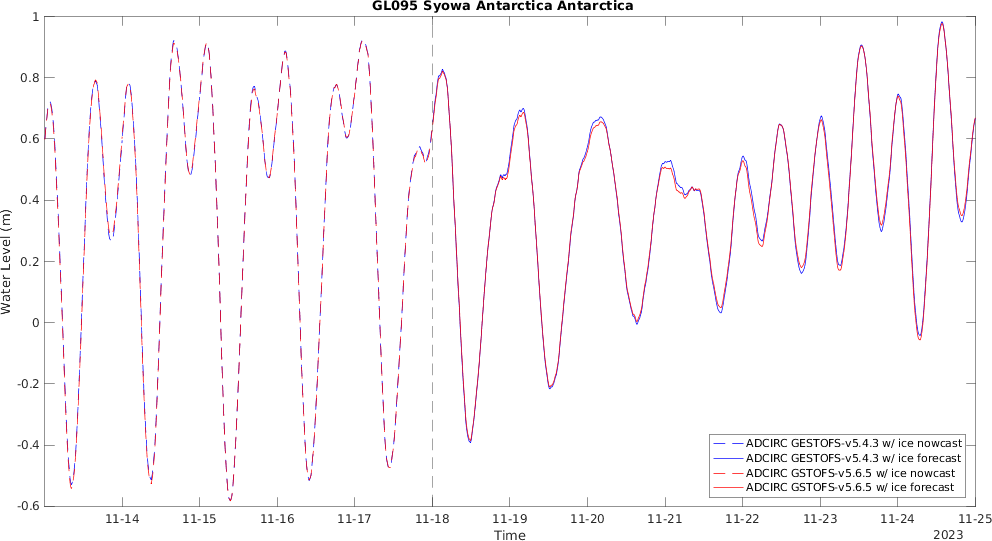 GL095 Syowa Antarctica Antarctica
Water Level (m)
1
0.8
0.6
0.4
0.2
0
-0.2
-0.4
-0.6
ADCIRC GESTOFS-v5.4.3 w/ ice nowcast
ADCIRC GESTOFS-v5.4.3 w/ ice forecast
ADCIRC GSTOFS-v5.6.5 w/ ice nowcast
ADCIRC GSTOFS-v5.6.5 w/ ice forecast
11-14 11-15 11-16 11-17 11-18 11-19 11-20 11-21 11-22 11-23 11-24 11-25
Time
2023